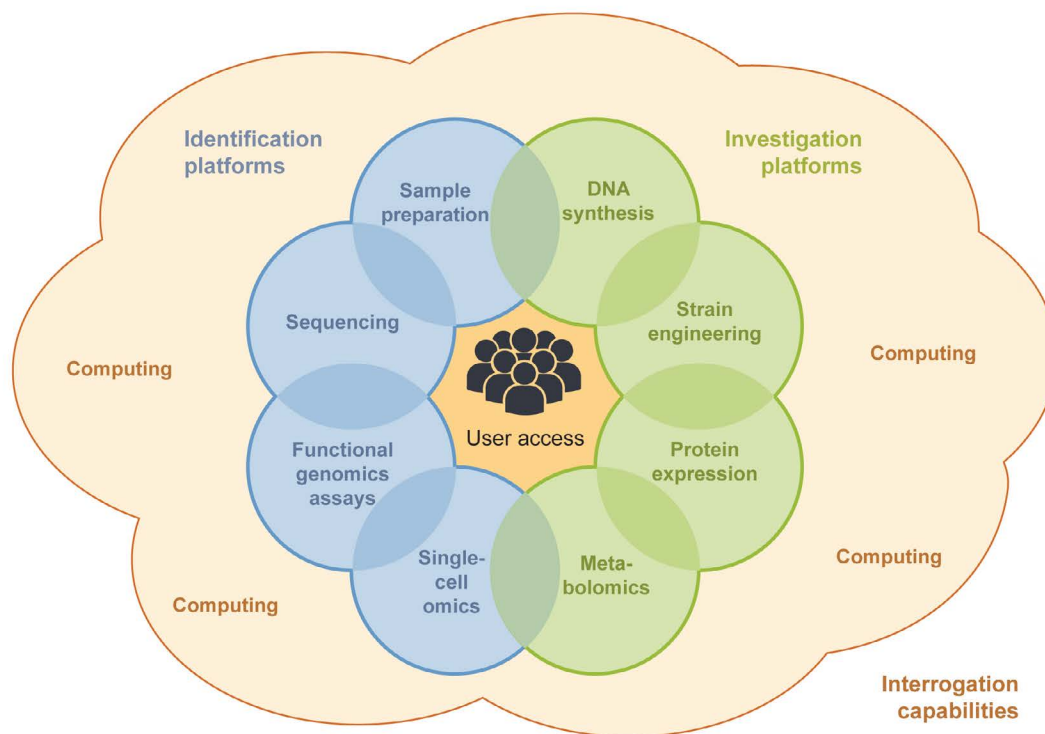 Identification
platforms
Investigation
platforms
Sample
preparation
DNA
synthesis
Sequencing
Strain
engineering
Computing
Computing
User access
Functional
genomics
assays
Protein
expression
Single-
cell
omics
Meta-
bolomics
Computing
Computing
Interrogation
capabilities